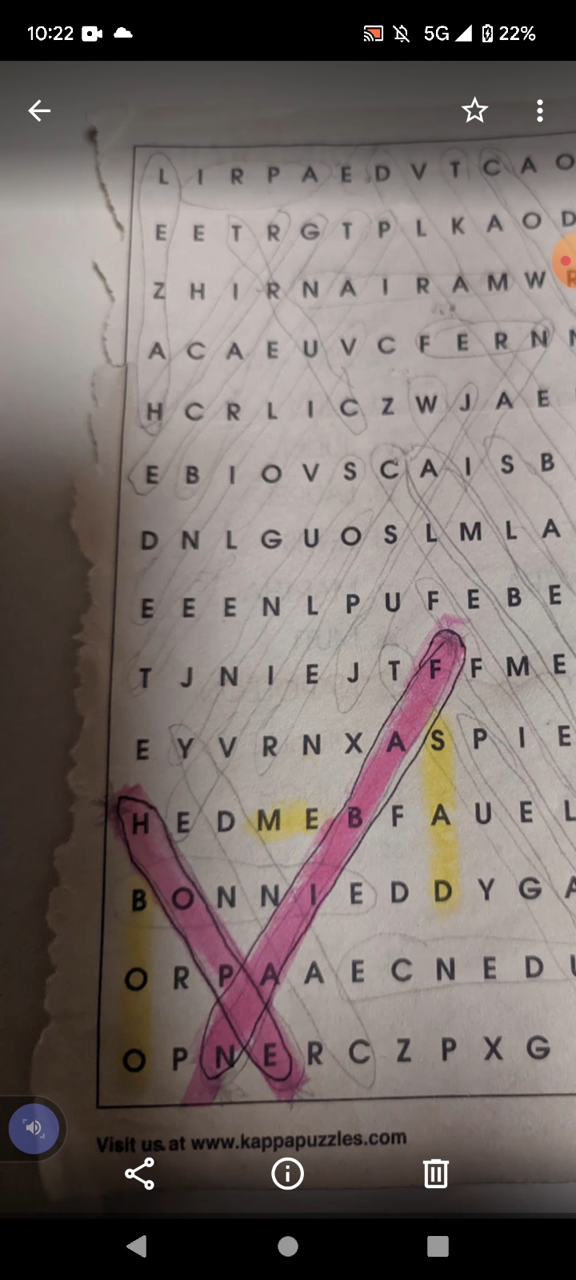 10:22 5G 22%
L I R P A E D V T C A O
E E T R G T P L K A O D
Z H I R N A I R A M W R
A C A E U V C F E R N N
H C R L I C Z W J A E
E B I O V S C A I S B
D N L G U O S L M L A
E E E N L P U F E B E
T J N I E J T F F M E
E Y V R N X A S P I E
H E D M E B F A U E L
B O N N I E D D Y G A
O R P A A E C N E D U
O P N E R C Z P X G
Visit us at www.kappapuzzles.com